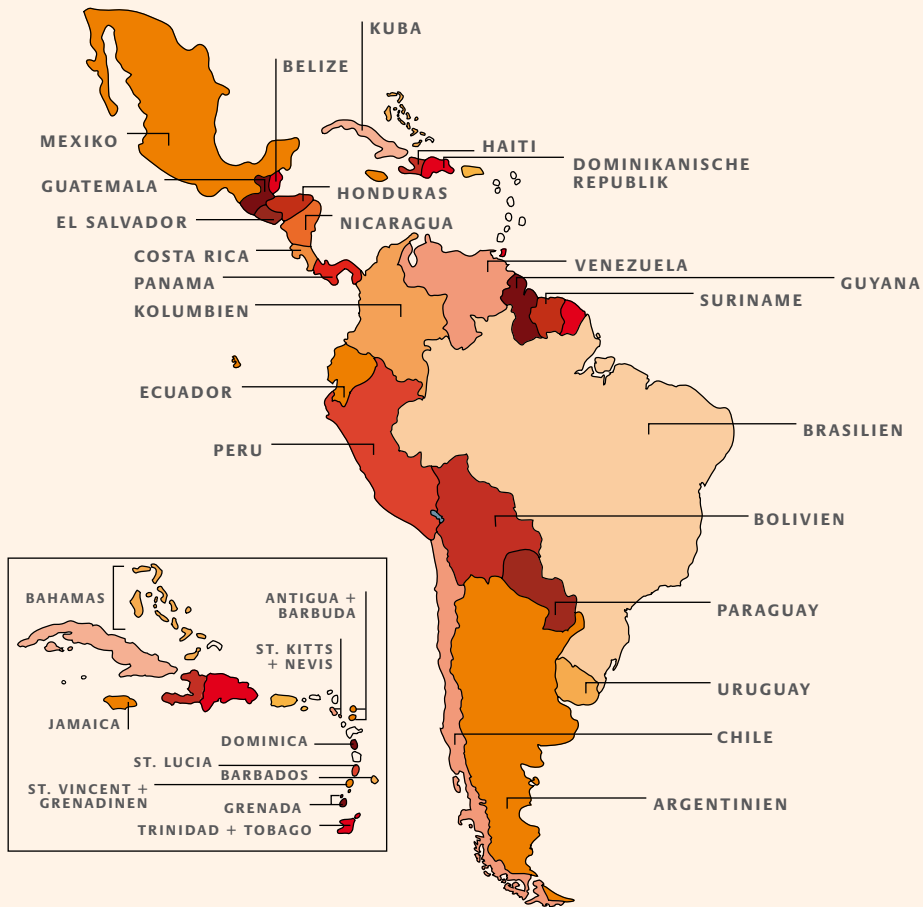 KUBA
BELIZE
MEXIKO
HAITI
DOMINIKANISCHE
REPUBLIK
GUATEMALA
HONDURAS
EL SALVADOR
NICARAGUA
COSTA RICA
VENEZUELA
PANAMA
GUYANA
SURINAME
KOLUMBIEN
ECUADOR
BRASILIEN
PERU
BOLIVIEN
PARAGUAY
URUGUAY
CHILE
ARGENTINIEN
BAHAMAS
ANTIGUA +
BARBUDA
ST. KITTS
+ NEVIS
JAMAICA
DOMINICA
ST. LUCIA
BARBADOS
ST. VINCENT +
GRENADINEN
GRENADA
TRINIDAD + TOBAGO